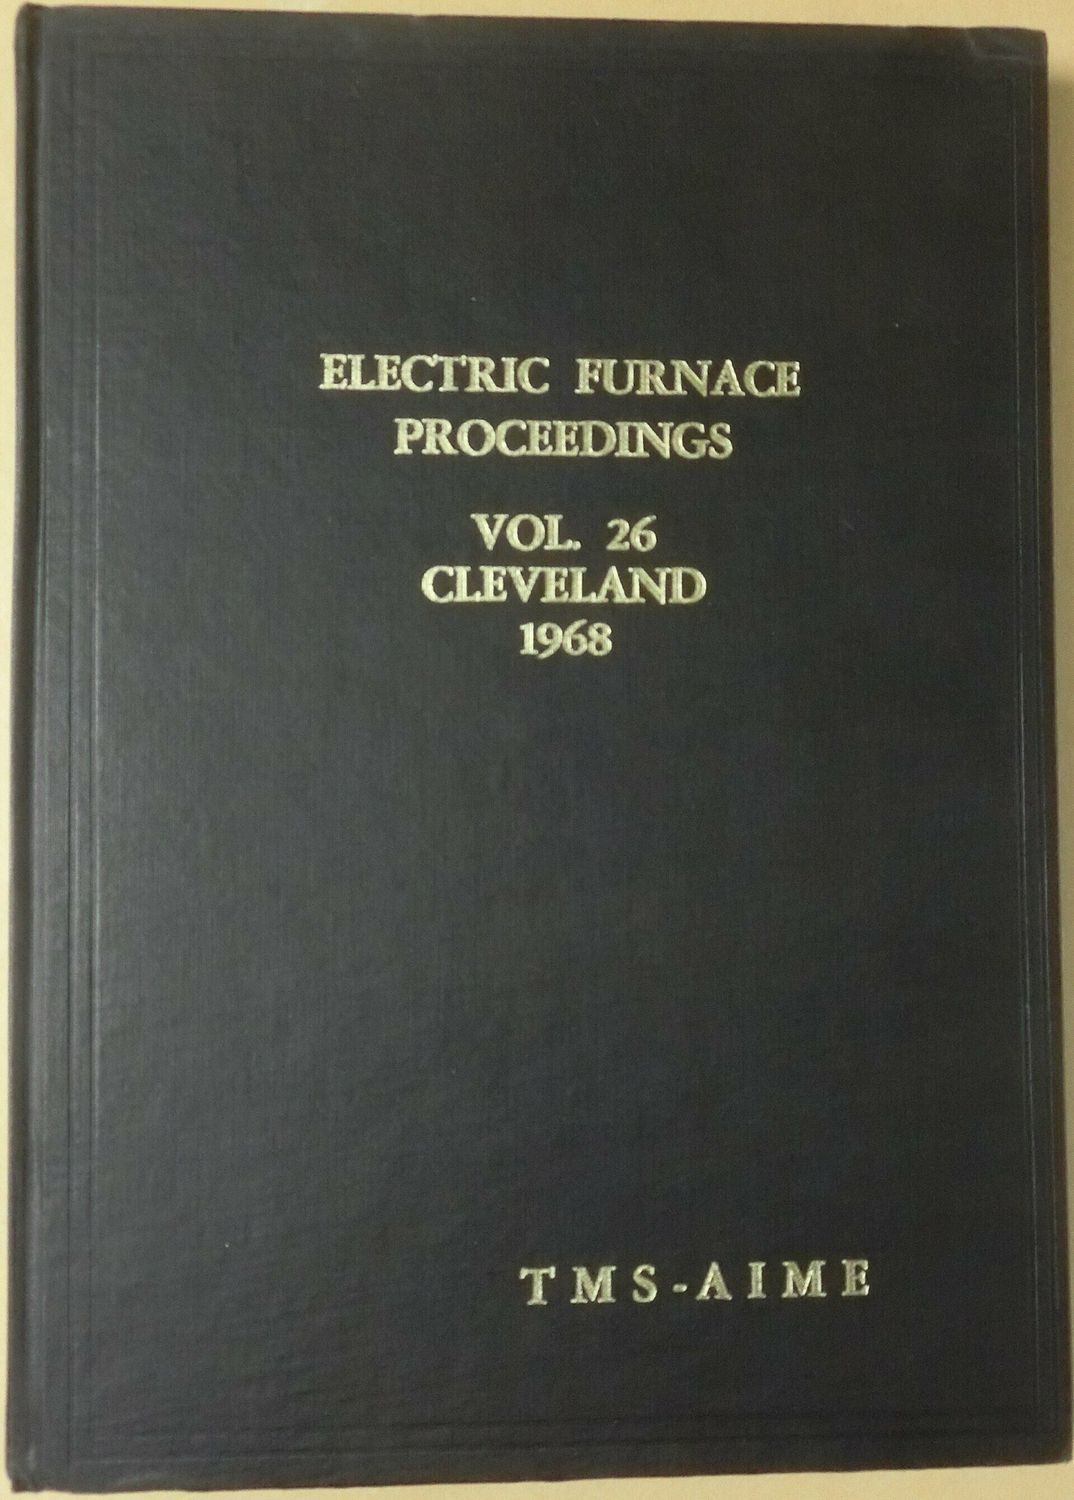 ELECTRIC FURNACE
PROCEEDINGS
VOL. 26
CLEVELAND
1968
TMS-AIME